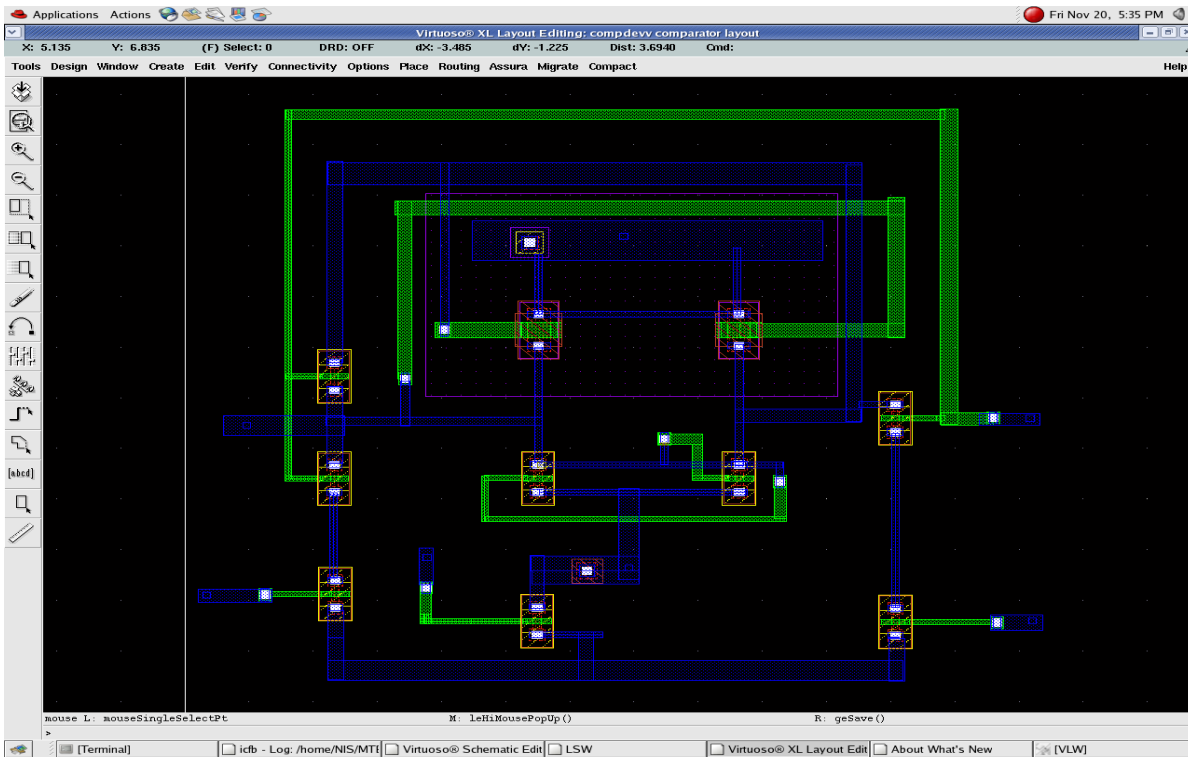 Applications Actions Fri Nov 20, 5:35 PM
Virtuoso® XL Layout Editing: compdevv comparator layout
X: 5.135 Y: 6.835 (F) Select: 0 DRD: OFF dX: -3.485 dY: -1.225 Dist: 3.6940 Cmd:
Tools Design Window Create Edit Verify Connectivity Options Place Routing Assura Migrate Compact Help
[abcd]
mouse L: mouseSingleSelectPt M: leHiMousePopUp() R: geSave()
>
[Terminal] icfb - Log: /home/NIS/MTE Virtuoso® Schematic Edit LSW Virtuoso® XL Layout Edit About What's New [VLW]